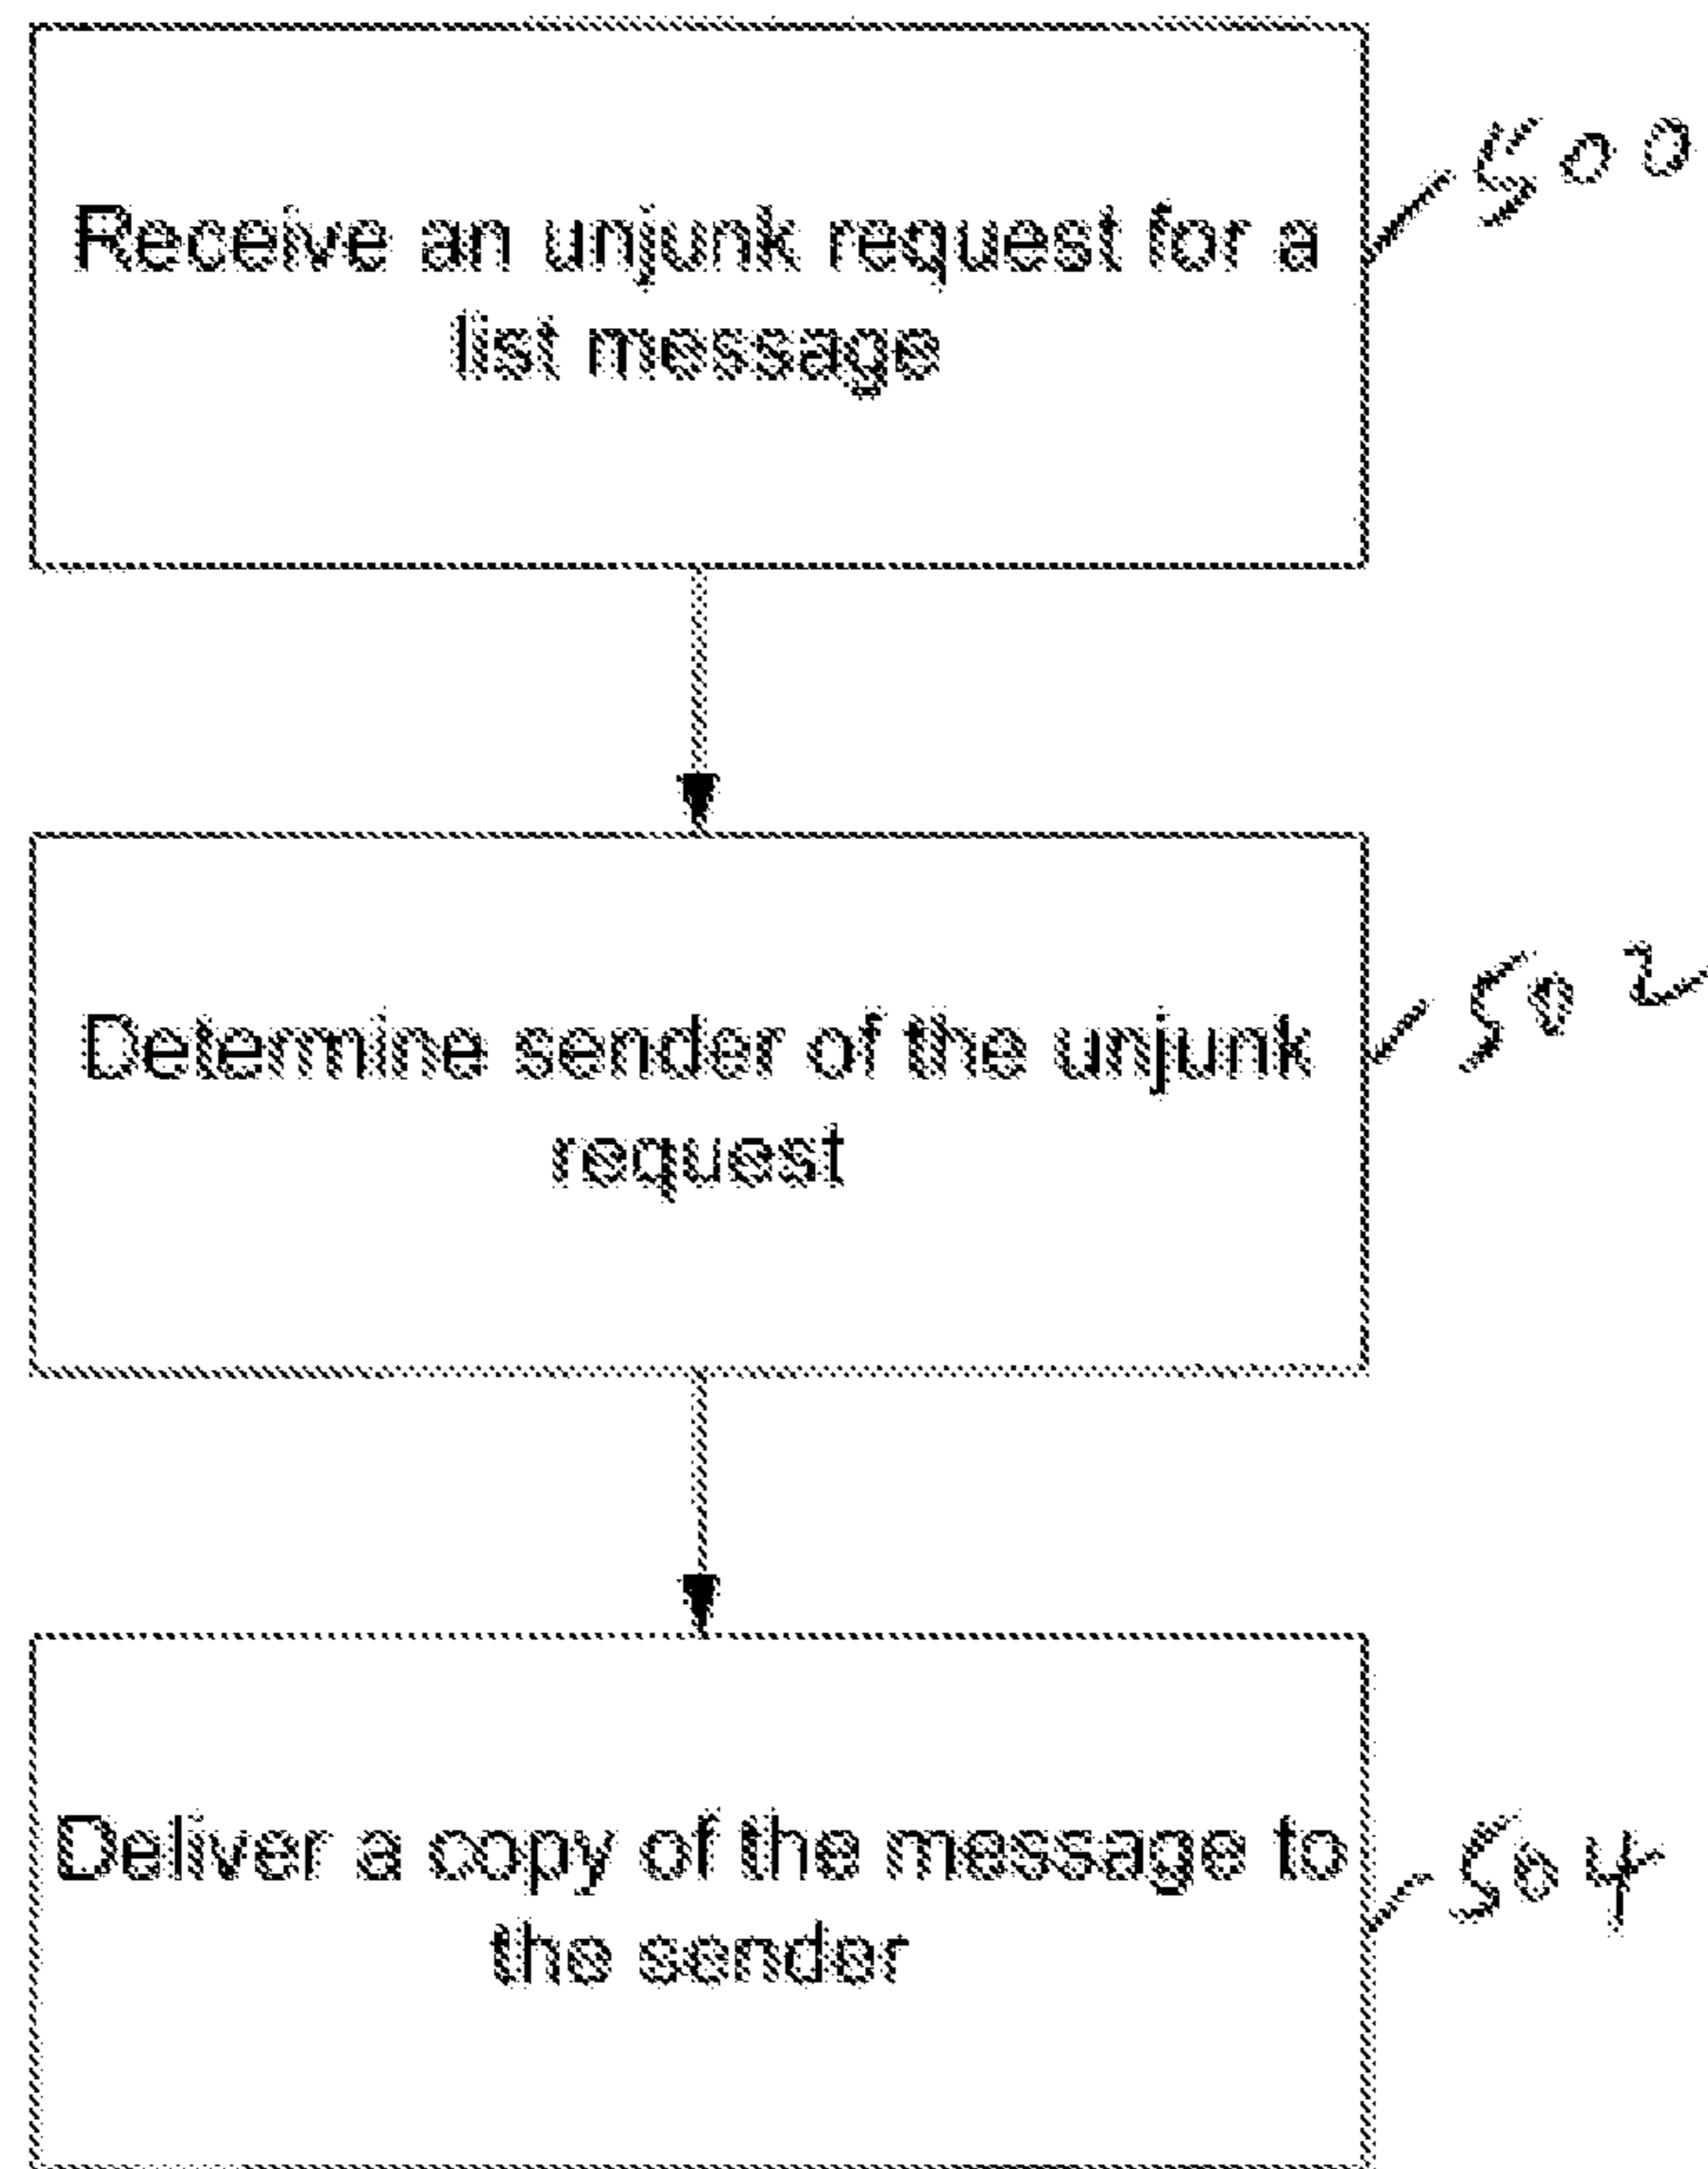 Receive an unjunk request for a
list message
500
Determine sender of the unjunk
request
502
Deliver a copy of the message to
the sender
504